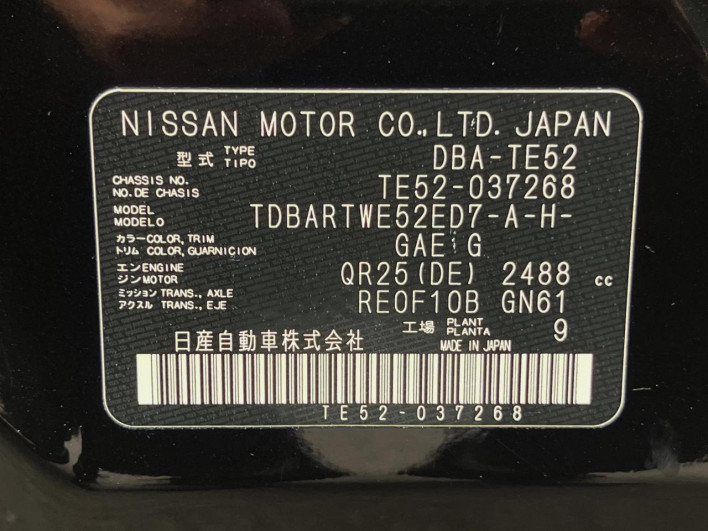 NISSAN MOTOR CO.,LTD. JAPAN
型式 TYPE TIPO DBA-TE52
CHASSIS NO. NO. DE CHASIS TE52-037268
MODEL MODELO TDBARTWE52ED7-A-H-
カラー COLOR, TRIM トリム COLOR, GUARNICION GAE G
エンジン ENGINE MOTOR QR25(DE) 2488 cc
ミッション TRANS., AXLE アクスル TRANS., EJE RE0F10B GN61
工場 PLANT PLANTA 9
日産自動車株式会社 MADE IN JAPAN
TE52-037268